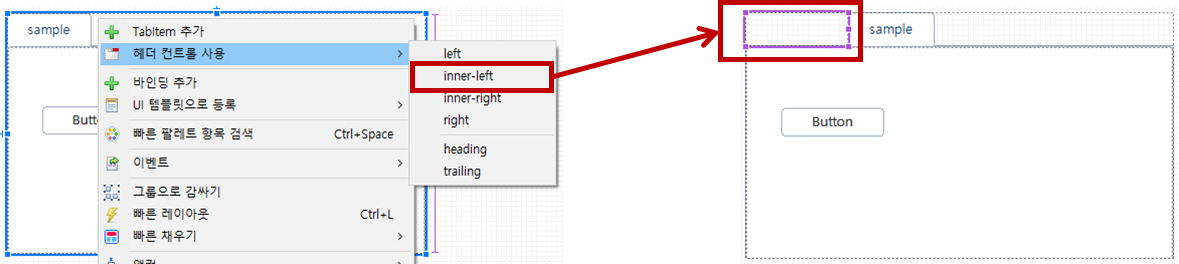 sample
TabItem 추가
헤더 컨트롤 사용
바인딩 추가
UI 템플릿으로 등록
빠른 팔레트 항목 검색 Ctrl+Space
이벤트
그룹으로 감싸기
빠른 레이아웃 Ctrl+L
빠른 채우기
left
inner-left
inner-right
right
heading
trailing
sample
Button